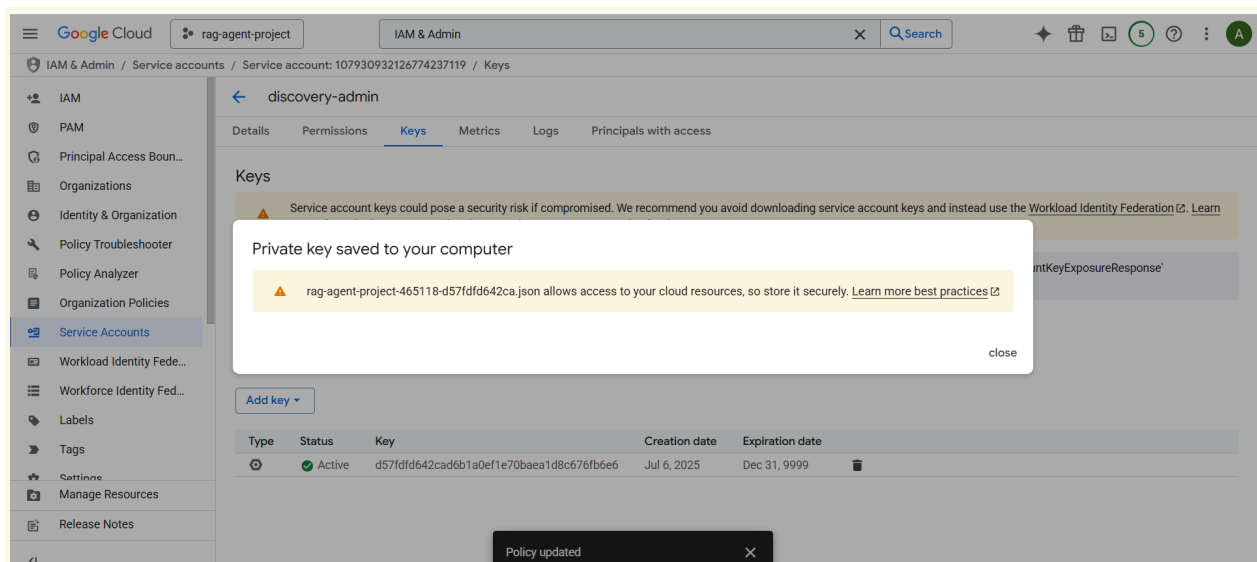 Google Cloud
rag-agent-project
IAM & Admin
Search
5
A
IAM & Admin / Service accounts / Service account: 107930932126774237119 / Keys
IAM
PAM
Principal Access Boun...
Organizations
Identity & Organization
Policy Troubleshooter
Policy Analyzer
Organization Policies
Service Accounts
Workload Identity Fede...
Workforce Identity Fed...
Labels
Tags
Settings
Manage Resources
Release Notes
discovery-admin
Details Permissions Keys Metrics Logs Principals with access
Keys
Service account keys could pose a security risk if compromised. We recommend you avoid downloading service account keys and instead use the Workload Identity Federation. Learn
untKeyExposureResponse'
Private key saved to your computer
rag-agent-project-465118-d57fdfd642ca.json allows access to your cloud resources, so store it securely. Learn more best practices
close
Add key
Type Status Key Creation date Expiration date
Active d57fdfd642cad6b1a0ef1e70baea1d8c676fb6e6 Jul 6, 2025 Dec 31, 9999
Policy updated